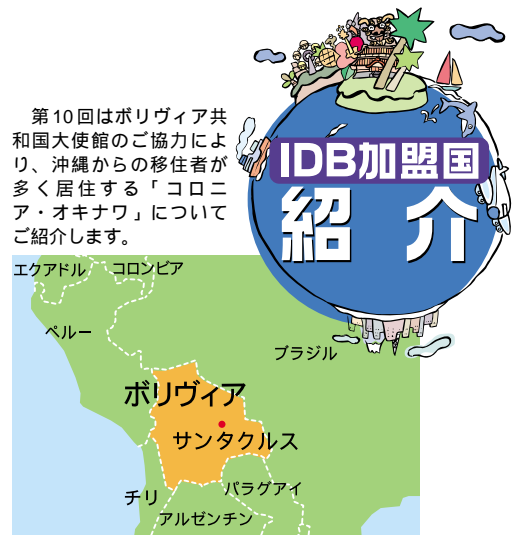 第10回はボリヴィア共
和国大使館のご協力によ
り、沖縄からの移住者が
多く居住する「コロニ
ア・オキナワ」について
ご紹介します。
IDB加盟国
紹介
エクアドル
コロンビア
ペルー
ブラジル
ボリヴィア
サンタクルス
パラグアイ
チリ
アルゼンチン